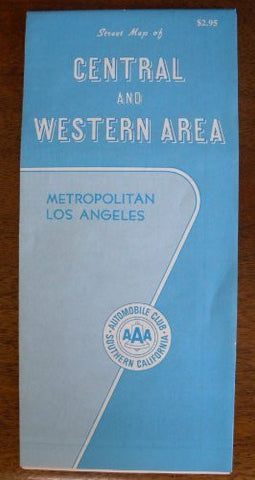 Street Map of
$2.95
CENTRAL
AND
WESTERN AREA
METROPOLITAN
LOS ANGELES
AUTOMOBILE CLUB
AAA
SOUTHERN CALIFORNIA